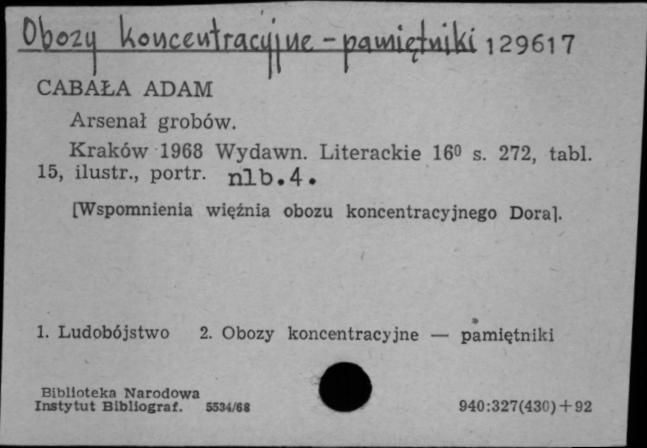 Obozy koncentracyjne - pamiętniki 129617
CABAŁA ADAM
Arsenał grobów.
Kraków 1968 Wydawn. Literackie 16⁰ s. 272, tabl.
15, ilustr., portr. nlb.4.
[Wspomnienia więźnia obozu koncentracyjnego Dora].
1. Ludobójstwo 2. Obozy koncentracyjne — pamiętniki
Biblioteka Narodowa
Instytut Bibliograf. 5534/68 940:327(430)+92